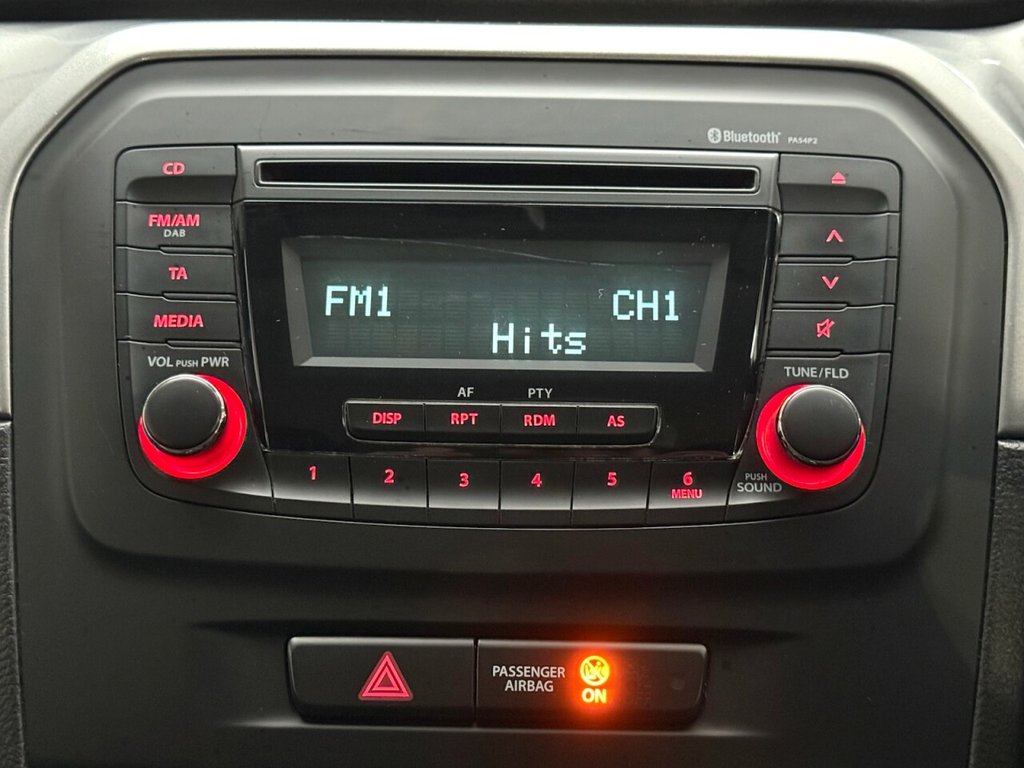 Bluetooth PA54P2
CD
FM/AM
DAB
TA
MEDIA
VOL PUSH PWR
FM1 CH1
Hits
TUNE/FLD
AF PTY
DISP RPT RDM AS
1 2 3 4 5 6
MENU
PUSH
SOUND
PASSENGER
AIRBAG
ON